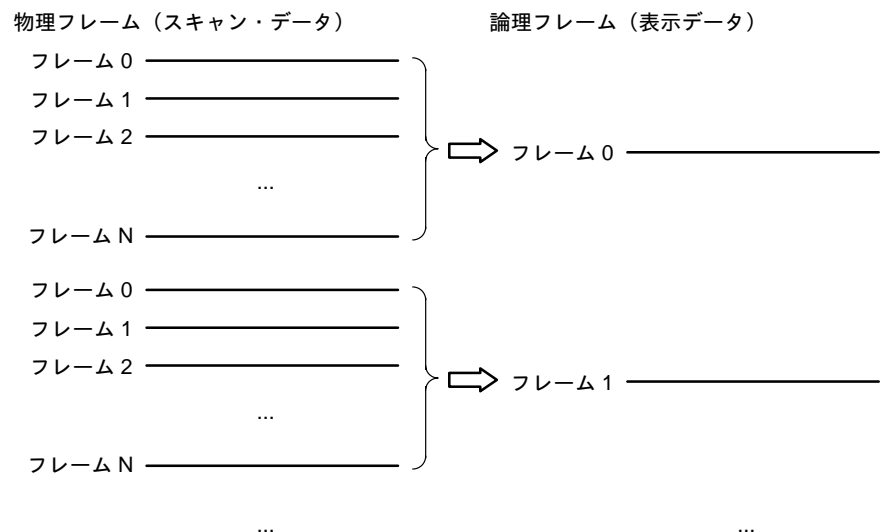 物理フレーム（スキャン・データ） 論理フレーム（表示データ）
フレーム 0
フレーム 1
フレーム 2
フレーム 0
...
フレーム N
フレーム 0
フレーム 1
フレーム 2
フレーム 1
...
フレーム N
... ...